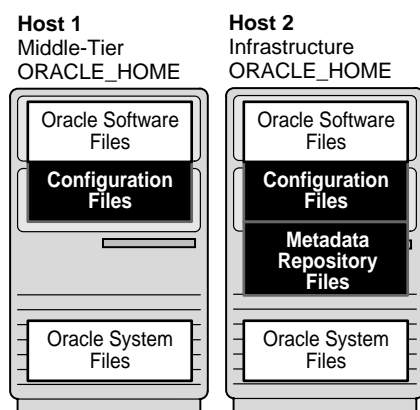 Host 1
Middle-Tier
ORACLE_HOME
Oracle Software
Files
Configuration
Files
Oracle System
Files
Host 2
Infrastructure
ORACLE_HOME
Oracle Software
Files
Configuration
Files
Metadata
Repository
Files
Oracle System
Files